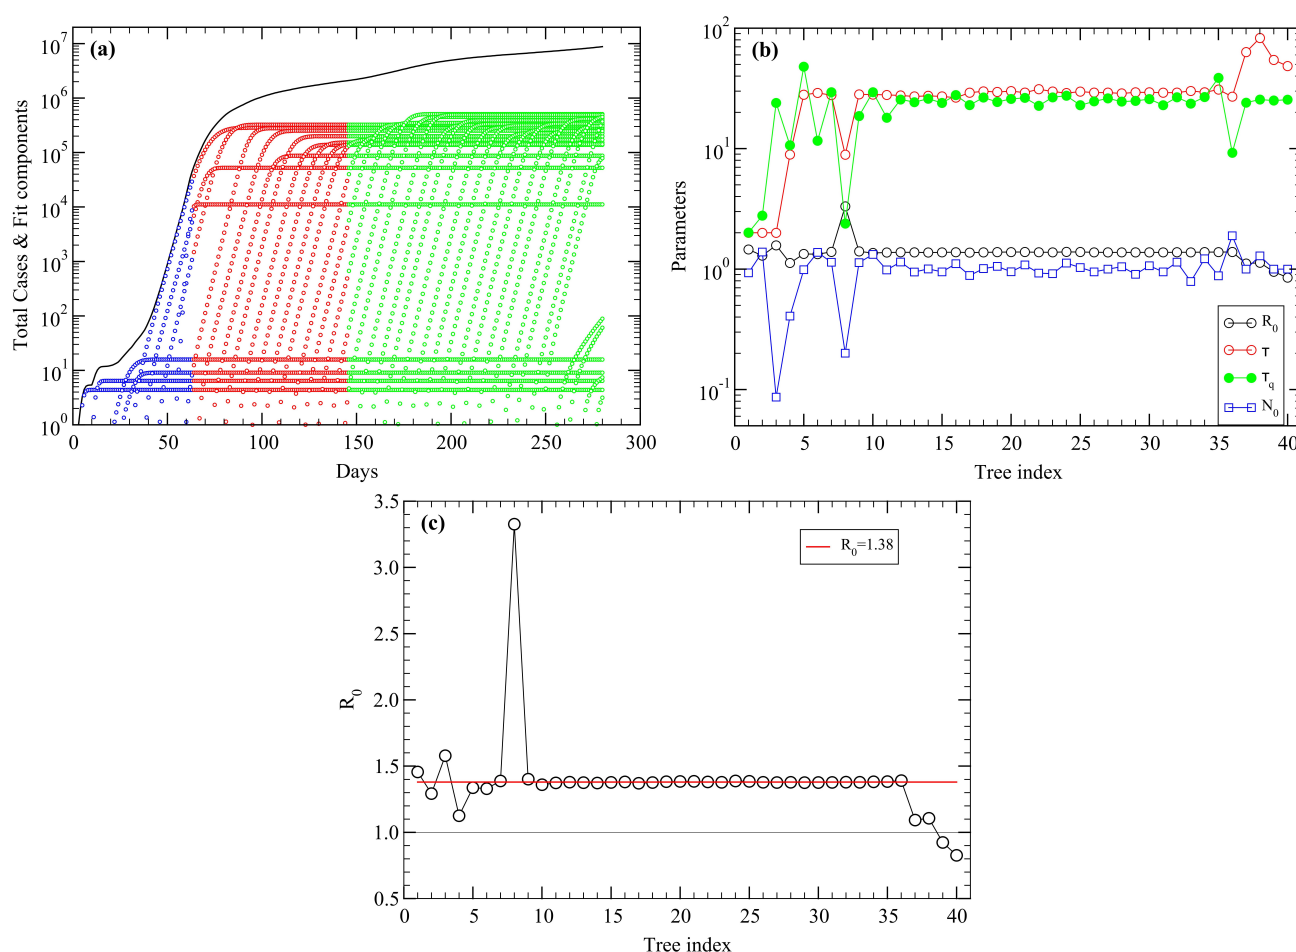 (a)
10^7
10^6
10^5
10^4
10^3
10^2
10^1
10^0
Total Cases & Fit components
0 50 100 150 200 250 300
Days
(b)
10^2
10^1
10^0
10^-1
Parameters
R_0
τ
τ_q
N_0
0 5 10 15 20 25 30 35 40
Tree index
(c)
3.5
3.0
2.5
2.0
1.5
1.0
0.5
R_0
R_0=1.38
0 5 10 15 20 25 30 35 40
Tree index